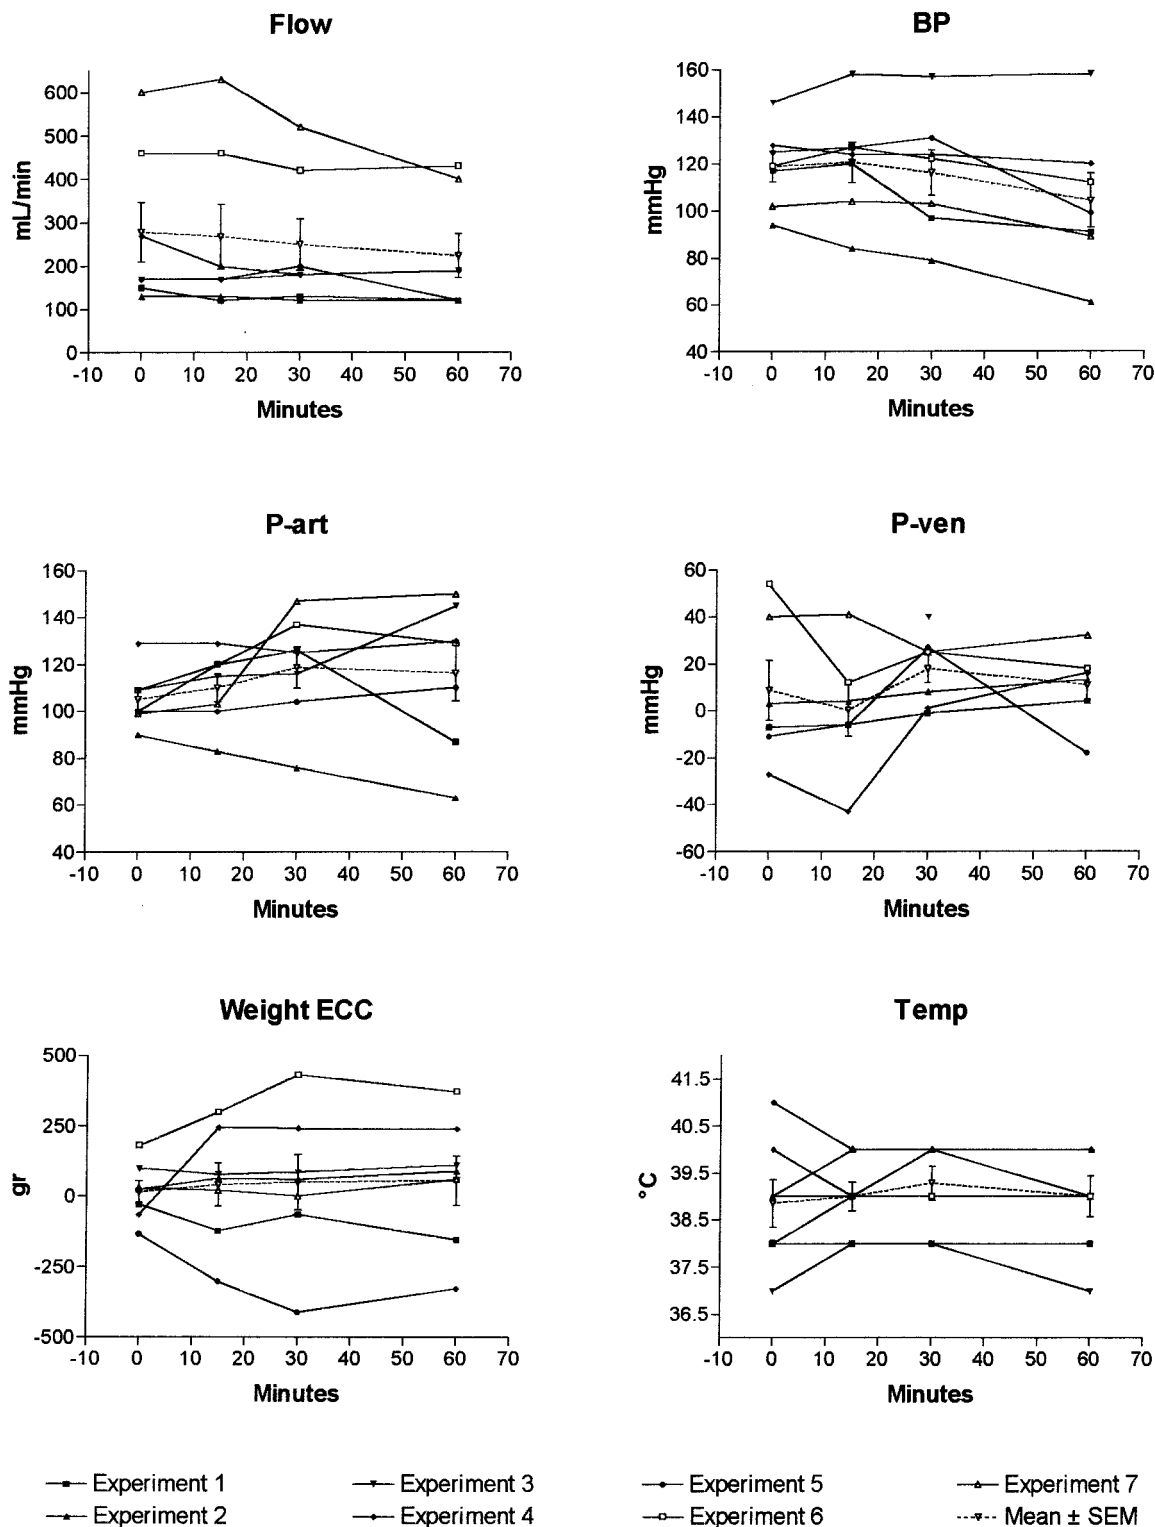 Flow
600
500
400
300
200
100
0
mL/min
-10 0 10 20 30 40 50 60 70
Minutes
BP
160
140
120
100
80
60
40
mmHg
-10 0 10 20 30 40 50 60 70
Minutes
P-art
160
140
120
100
80
60
40
mmHg
-10 0 10 20 30 40 50 60 70
Minutes
P-ven
60
40
20
0
-20
-40
-60
mmHg
-10 0 10 20 30 40 50 60 70
Minutes
Weight ECC
500
250
0
-250
-500
gr
-10 0 10 20 30 40 50 60 70
Minutes
Temp
41.5
40.5
39.5
38.5
37.5
36.5
°C
-10 0 10 20 30 40 50 60 70
Minutes
Experiment 1 Experiment 3 Experiment 5 Experiment 7
Experiment 2 Experiment 4 Experiment 6 Mean ± SEM